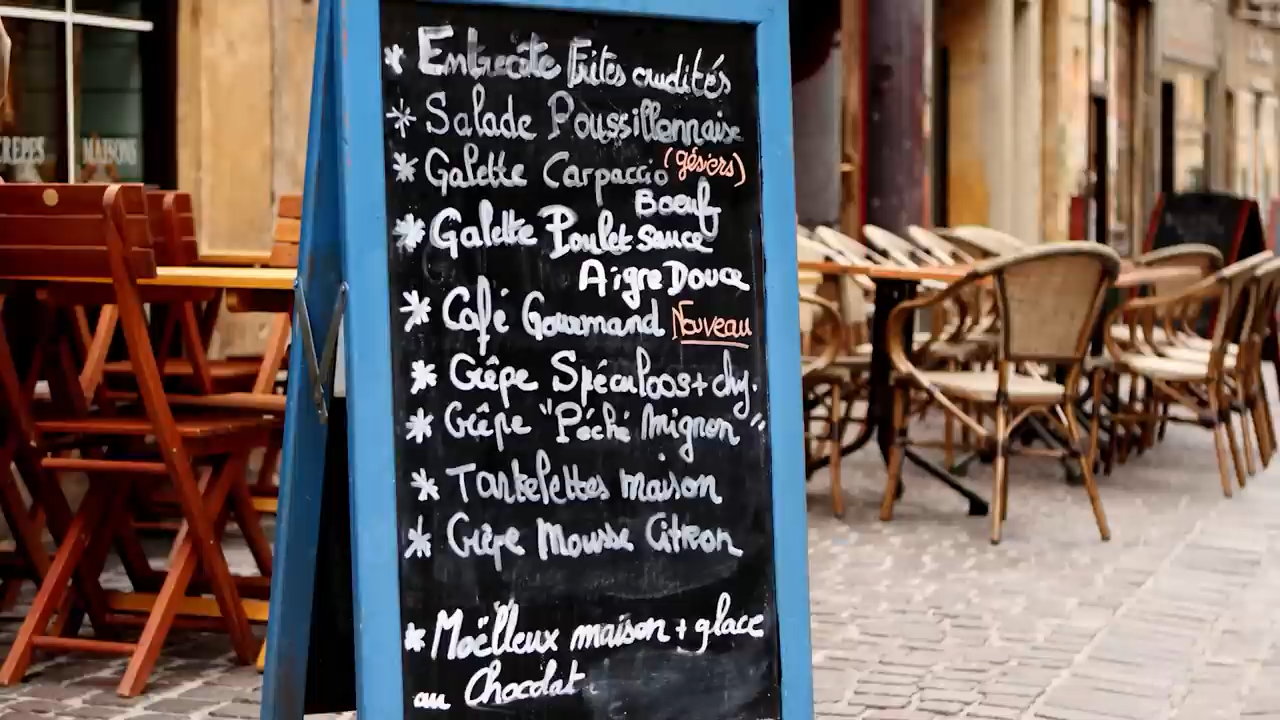 CREPES MAISONS
* Entrecôte Frites crudités
* Salade Poussillonnaise
(gésiers)
* Galette Carpaccio
Boeuf
* Galette Poulet sauce
Aigre Douce
* Café Gourmand Nouveau
* Crêpe Spéculoos + chy.
* Crêpe "Péché Mignon"
* Tartelettes maison
* Crêpe Mousse Citron
* Moëlleux maison + glace
au Chocolat.